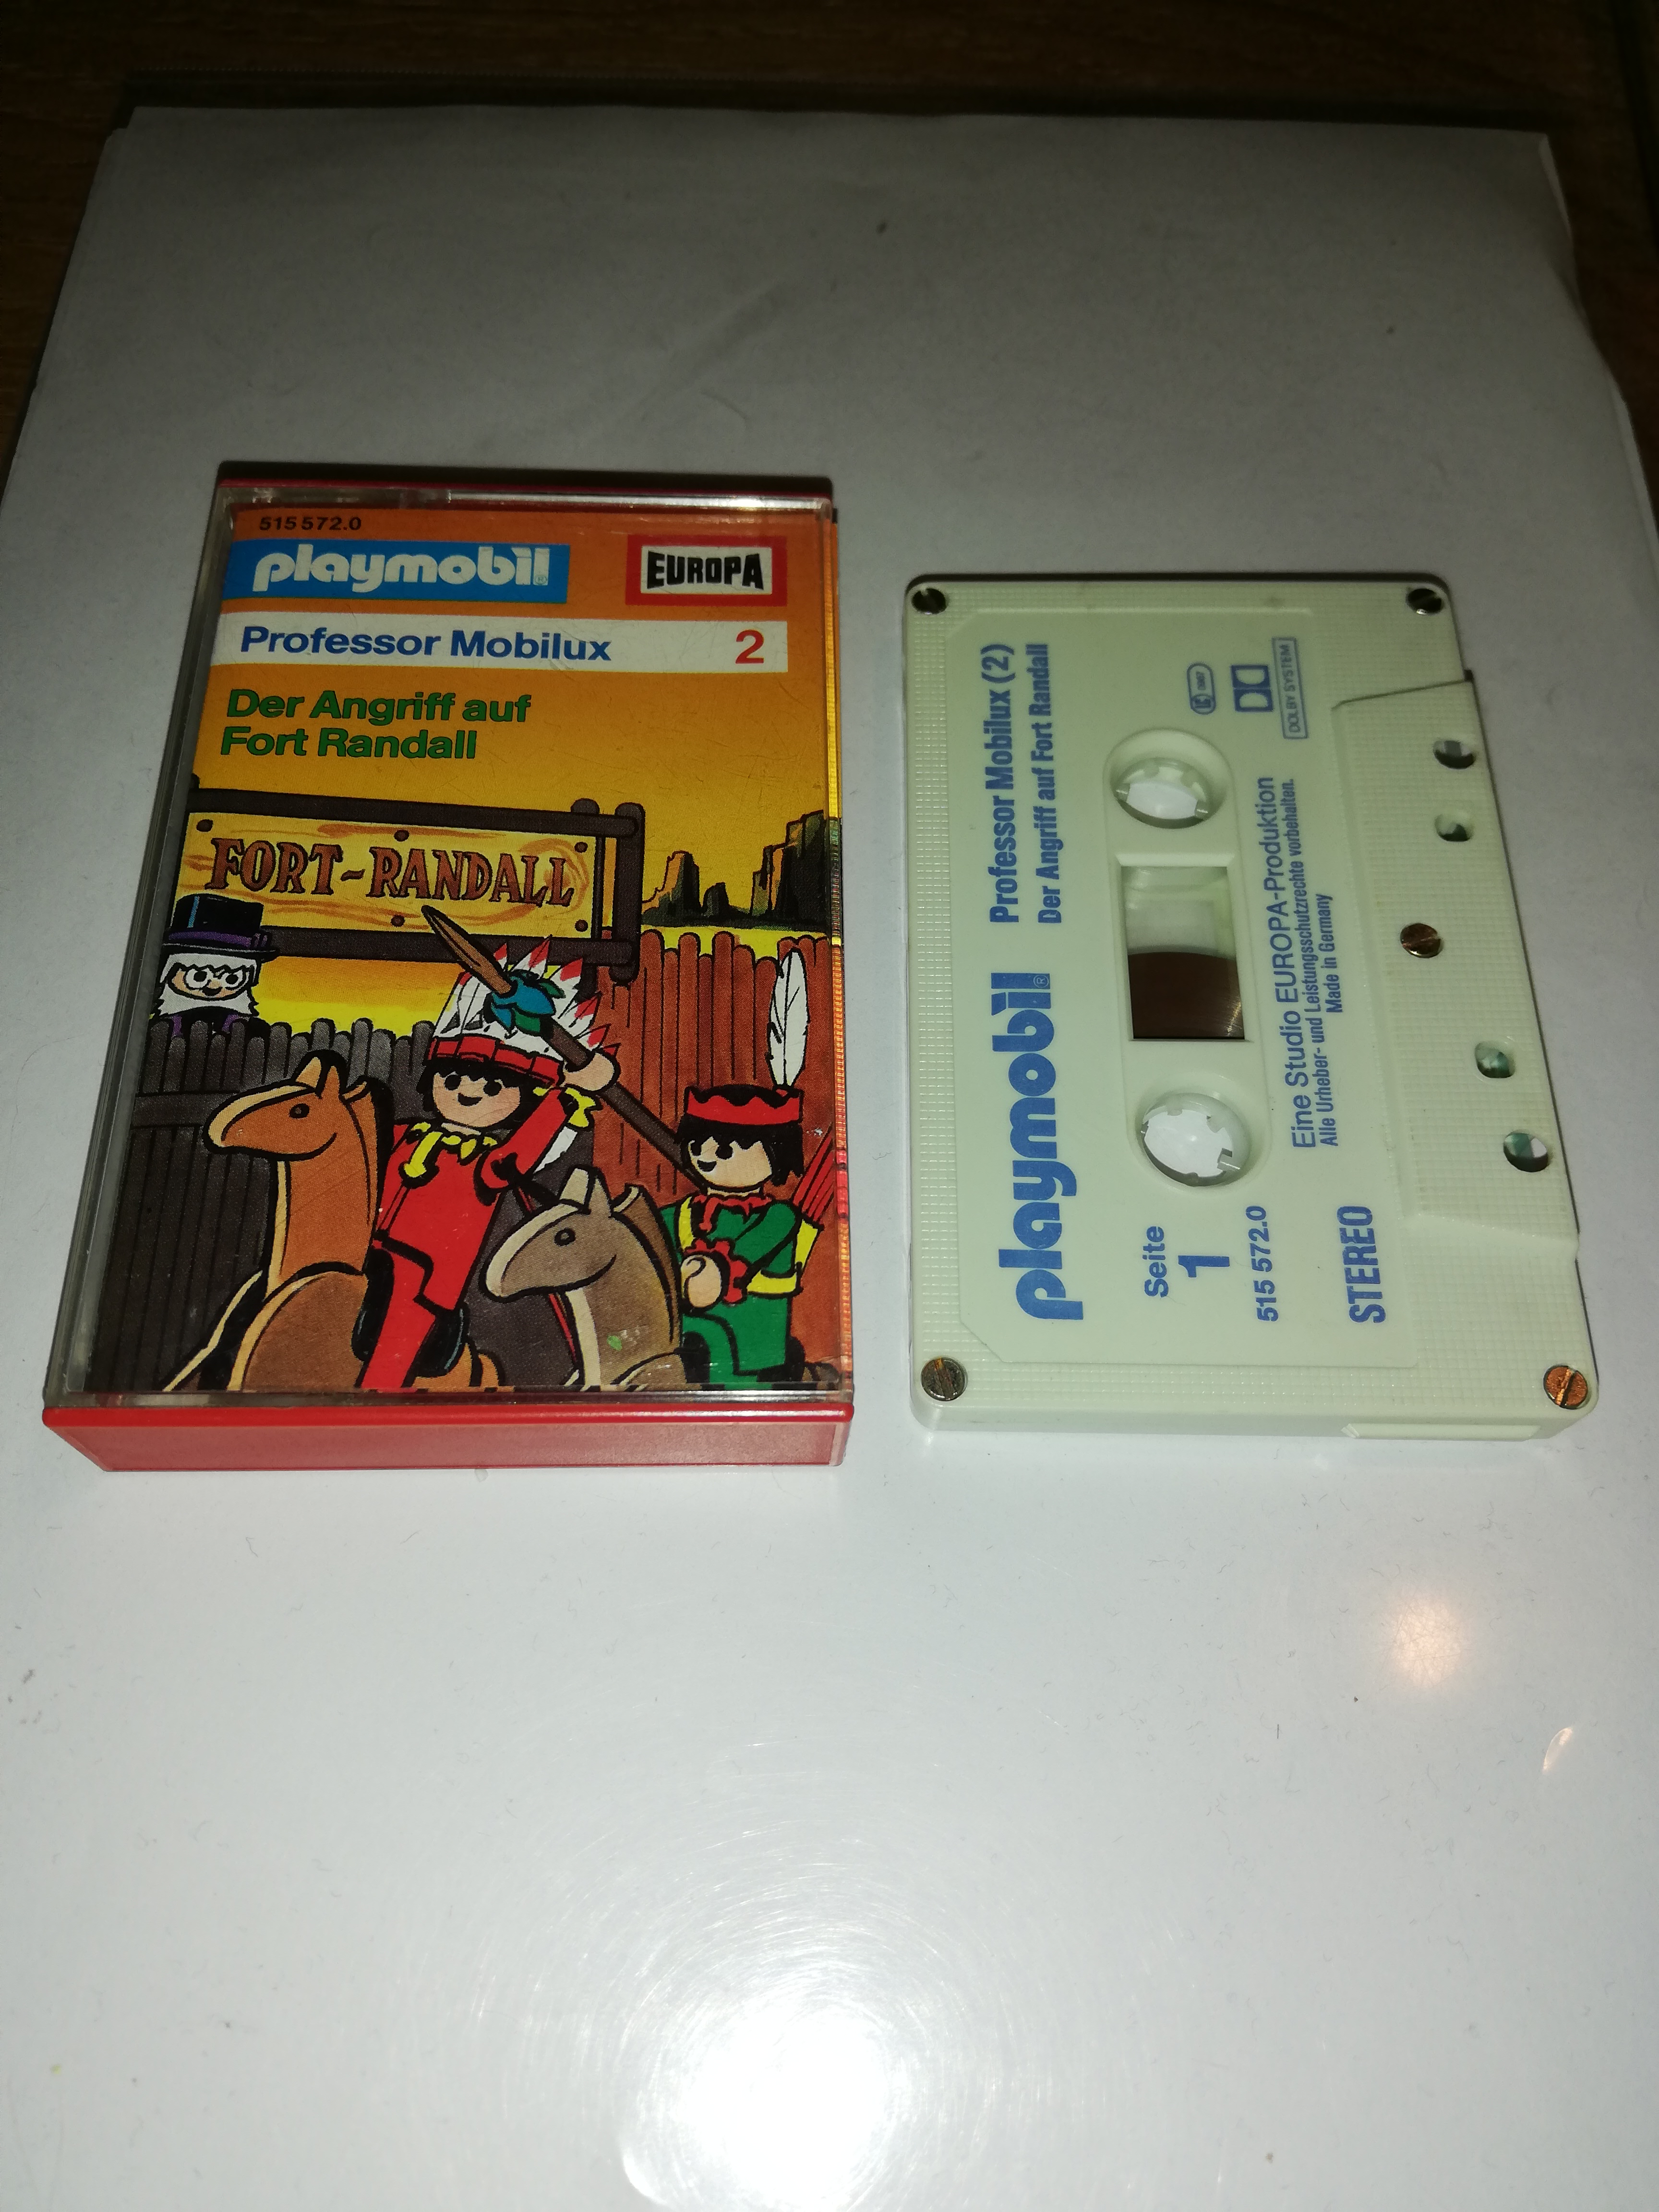 515 572.0
playmobil®
EUROPA
Professor Mobilux 2
Der Angriff auf
Fort Randall
FORT-RANDALL
playmobil®
Professor Mobilux (2)
Der Angriff auf Fort Randall
Seite
1
515 572.0
STEREO
LC
DOLBY SYSTEM
Eine Studio EUROPA-Produktion
Alle Urheber- und Leistungsschutzrechte vorbehalten.
Made in Germany